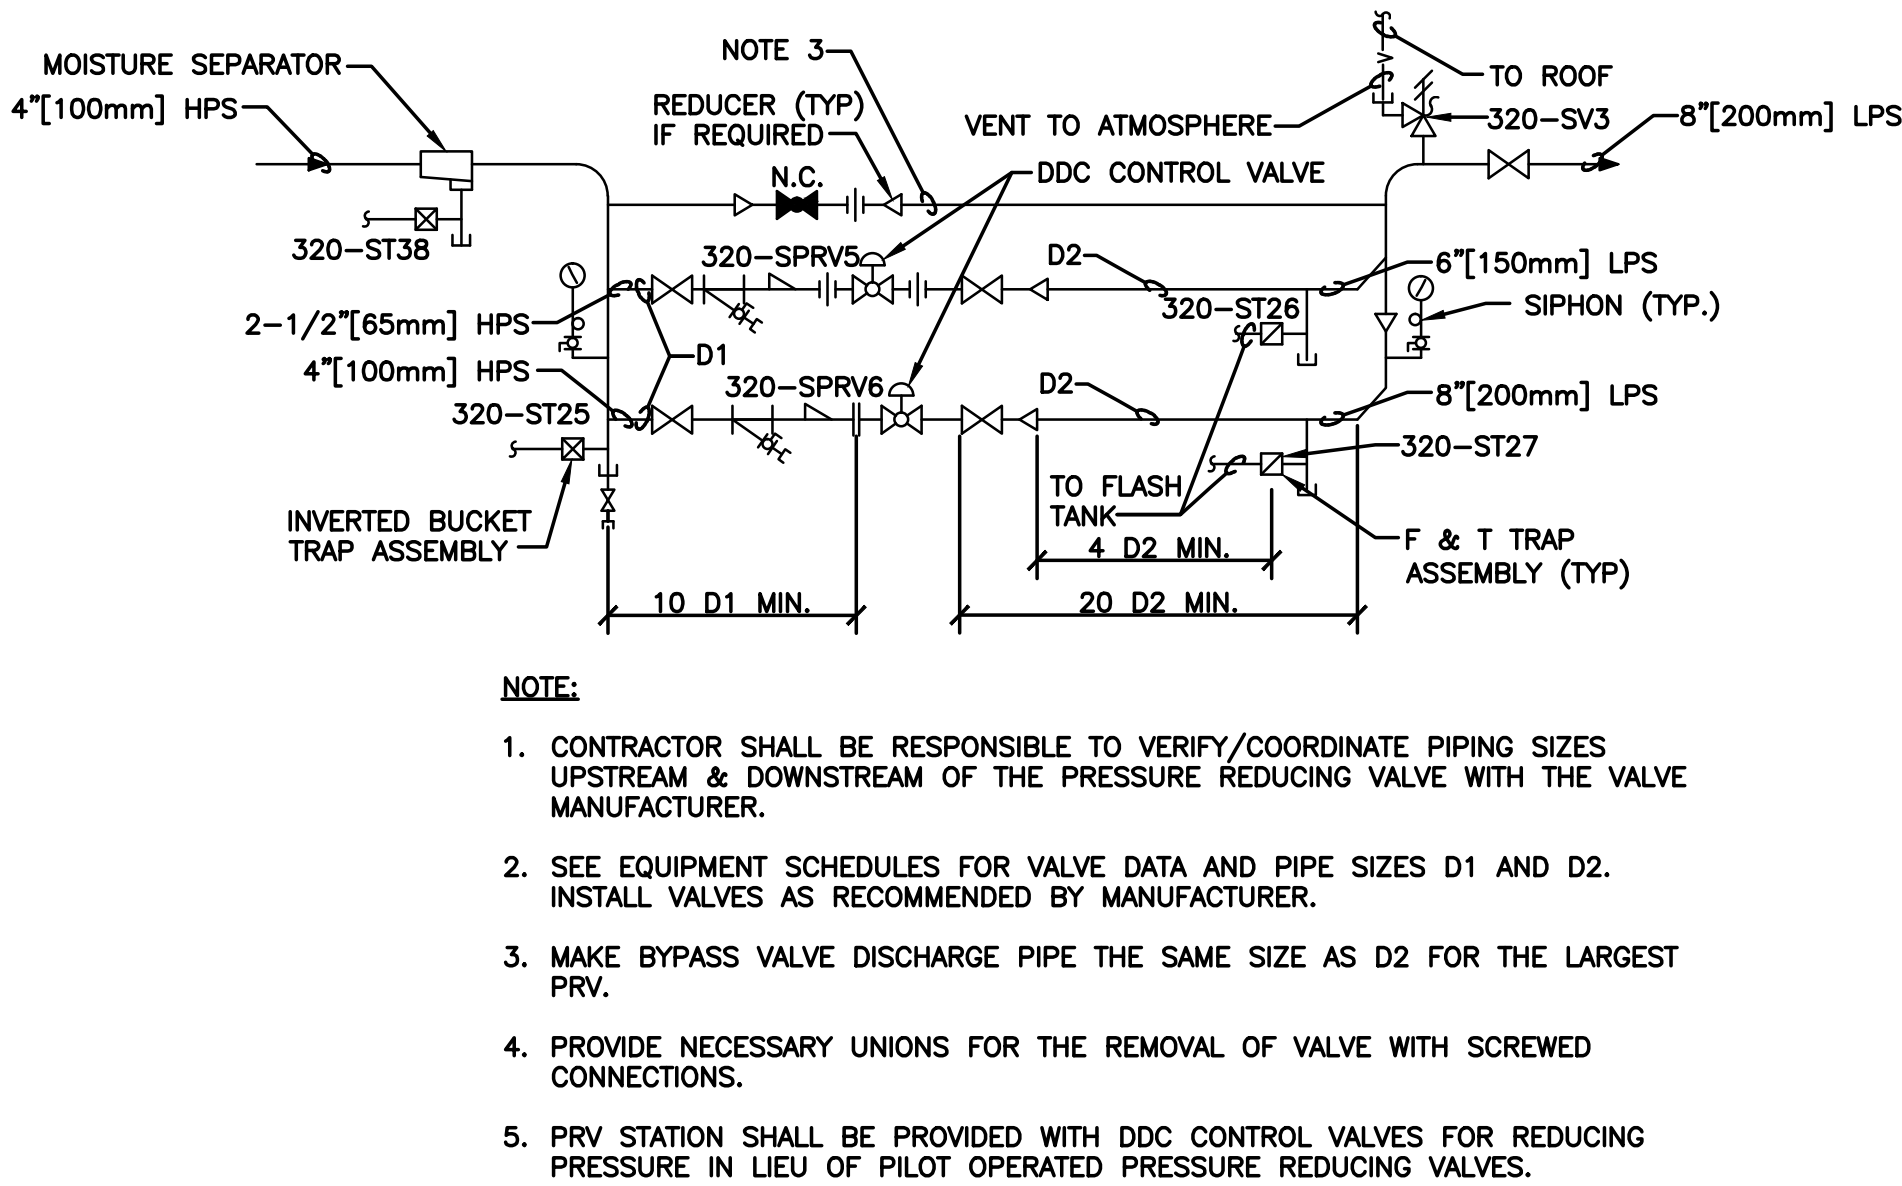 MOISTURE SEPARATOR
4"[100mm] HPS
NOTE 3
REDUCER (TYP)
IF REQUIRED
N.C.
VENT TO ATMOSPHERE
DDC CONTROL VALVE
V
TO ROOF
320-SV3
8"[200mm] LPS
320-ST38
320-SPRV5
D2
6"[150mm] LPS
320-ST26
SIPHON (TYP.)
2-1/2"[65mm] HPS
D1
4"[100mm] HPS
320-SPRV6
D2
8"[200mm] LPS
320-ST25
320-ST27
TO FLASH
TANK
INVERTED BUCKET
TRAP ASSEMBLY
4 D2 MIN.
F & T TRAP
ASSEMBLY (TYP)
10 D1 MIN.
20 D2 MIN.
NOTE:
1. CONTRACTOR SHALL BE RESPONSIBLE TO VERIFY/COORDINATE PIPING SIZES
UPSTREAM & DOWNSTREAM OF THE PRESSURE REDUCING VALVE WITH THE VALVE
MANUFACTURER.
2. SEE EQUIPMENT SCHEDULES FOR VALVE DATA AND PIPE SIZES D1 AND D2.
INSTALL VALVES AS RECOMMENDED BY MANUFACTURER.
3. MAKE BYPASS VALVE DISCHARGE PIPE THE SAME SIZE AS D2 FOR THE LARGEST
PRV.
4. PROVIDE NECESSARY UNIONS FOR THE REMOVAL OF VALVE WITH SCREWED
CONNECTIONS.
5. PRV STATION SHALL BE PROVIDED WITH DDC CONTROL VALVES FOR REDUCING
PRESSURE IN LIEU OF PILOT OPERATED PRESSURE REDUCING VALVES.